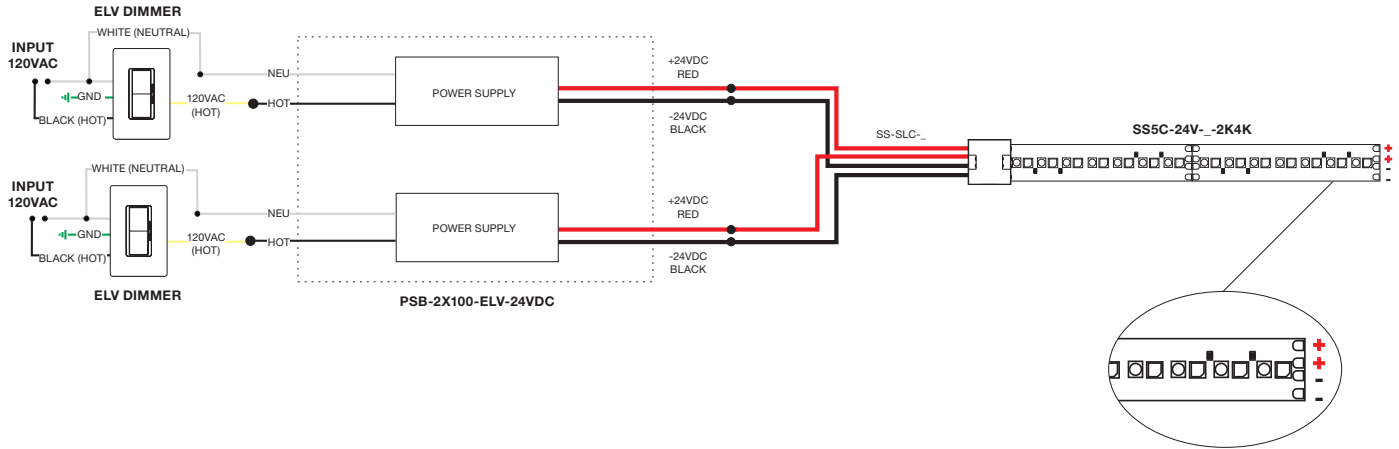 ELV DIMMER
WHITE (NEUTRAL)
INPUT
120VAC
GND
BLACK (HOT)
120VAC
(HOT)
NEU
HOT
POWER SUPPLY
+24VDC
RED
-24VDC
BLACK
SS-SLC-_
SS5C-24V-_-2K4K
+
+
-
-
WHITE (NEUTRAL)
INPUT
120VAC
GND
BLACK (HOT)
120VAC
(HOT)
NEU
HOT
POWER SUPPLY
+24VDC
RED
-24VDC
BLACK
ELV DIMMER
PSB-2X100-ELV-24VDC
+
+
-
-